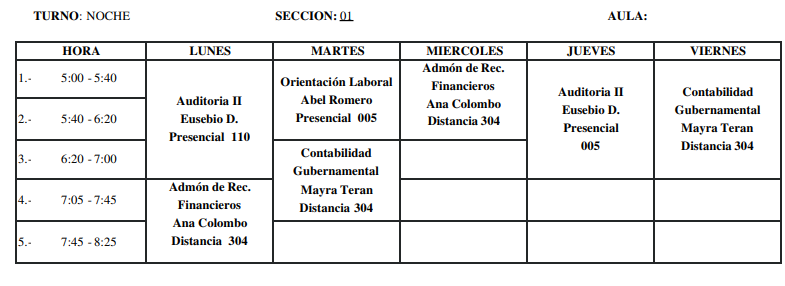 TURNO: NOCHE SECCION: 01 AULA:
HORA LUNES MARTES MIERCOLES JUEVES VIERNES
1.- 5:00 - 5:40
2.- 5:40 - 6:20
3.- 6:20 - 7:00
4.- 7:05 - 7:45
5.- 7:45 - 8:25
Auditoria II
Eusebio D.
Presencial 110
Admón de Rec.
Financieros
Ana Colombo
Distancia 304
Orientación Laboral
Abel Romero
Presencial 005
Contabilidad
Gubernamental
Mayra Teran
Distancia 304
Admón de Rec.
Financieros
Ana Colombo
Distancia 304
Auditoria II
Eusebio D.
Presencial
005
Contabilidad
Gubernamental
Mayra Teran
Distancia 304